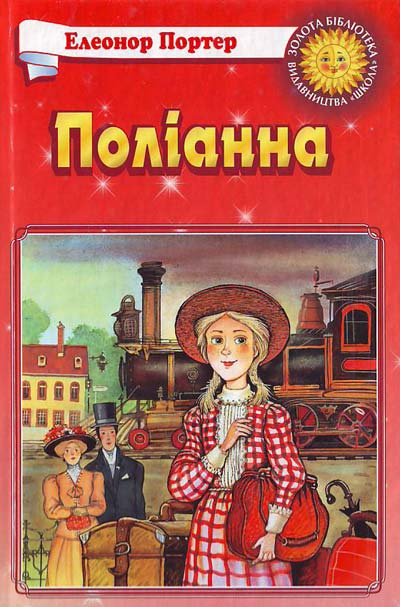 Елеонор Портер
ЗОЛОТА БІБЛІОТЕКА
ВИДАВНИЦТВА «ШКОЛА»
Поліанна